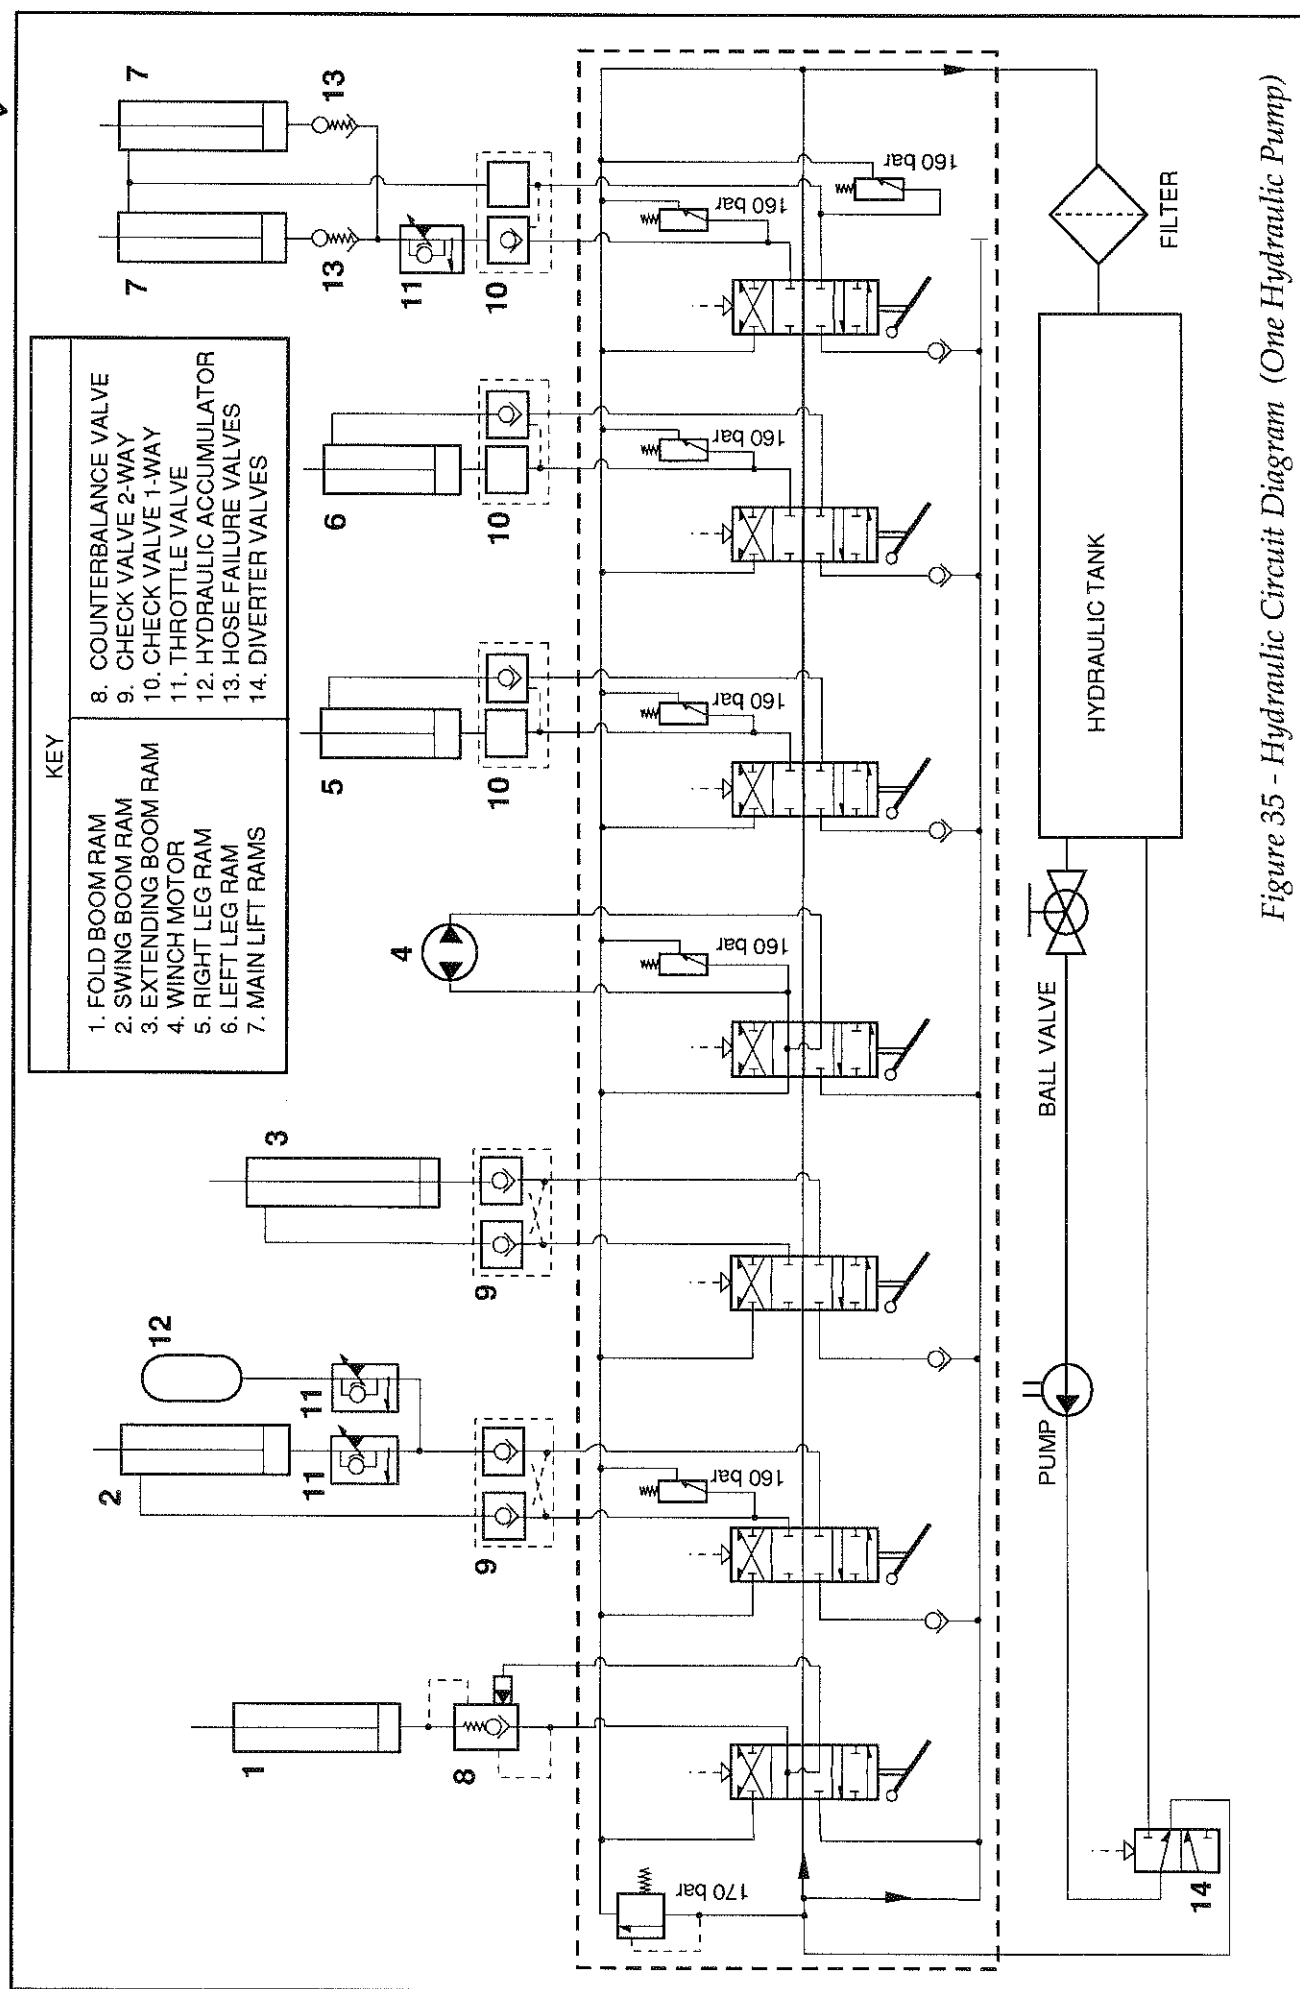 KEY
1. FOLD BOOM RAM
2. SWING BOOM RAM
3. EXTENDING BOOM RAM
4. WINCH MOTOR
5. RIGHT LEG RAM
6. LEFT LEG RAM
7. MAIN LIFT RAMS
8. COUNTERBALANCE VALVE
9. CHECK VALVE 2-WAY
10. CHECK VALVE 1-WAY
11. THROTTLE VALVE
12. HYDRAULIC ACCUMULATOR
13. HOSE FAILURE VALVES
14. DIVERTER VALVES
1
2
12
3
4
5
6
7
7
8
9
11
11
9
10
10
11
13
13
10
170 bar
160 bar
160 bar
160 bar
160 bar
160 bar
160 bar
14
PUMP
BALL VALVE
HYDRAULIC TANK
FILTER
Figure 35 - Hydraulic Circuit Diagram (One Hydraulic Pump)